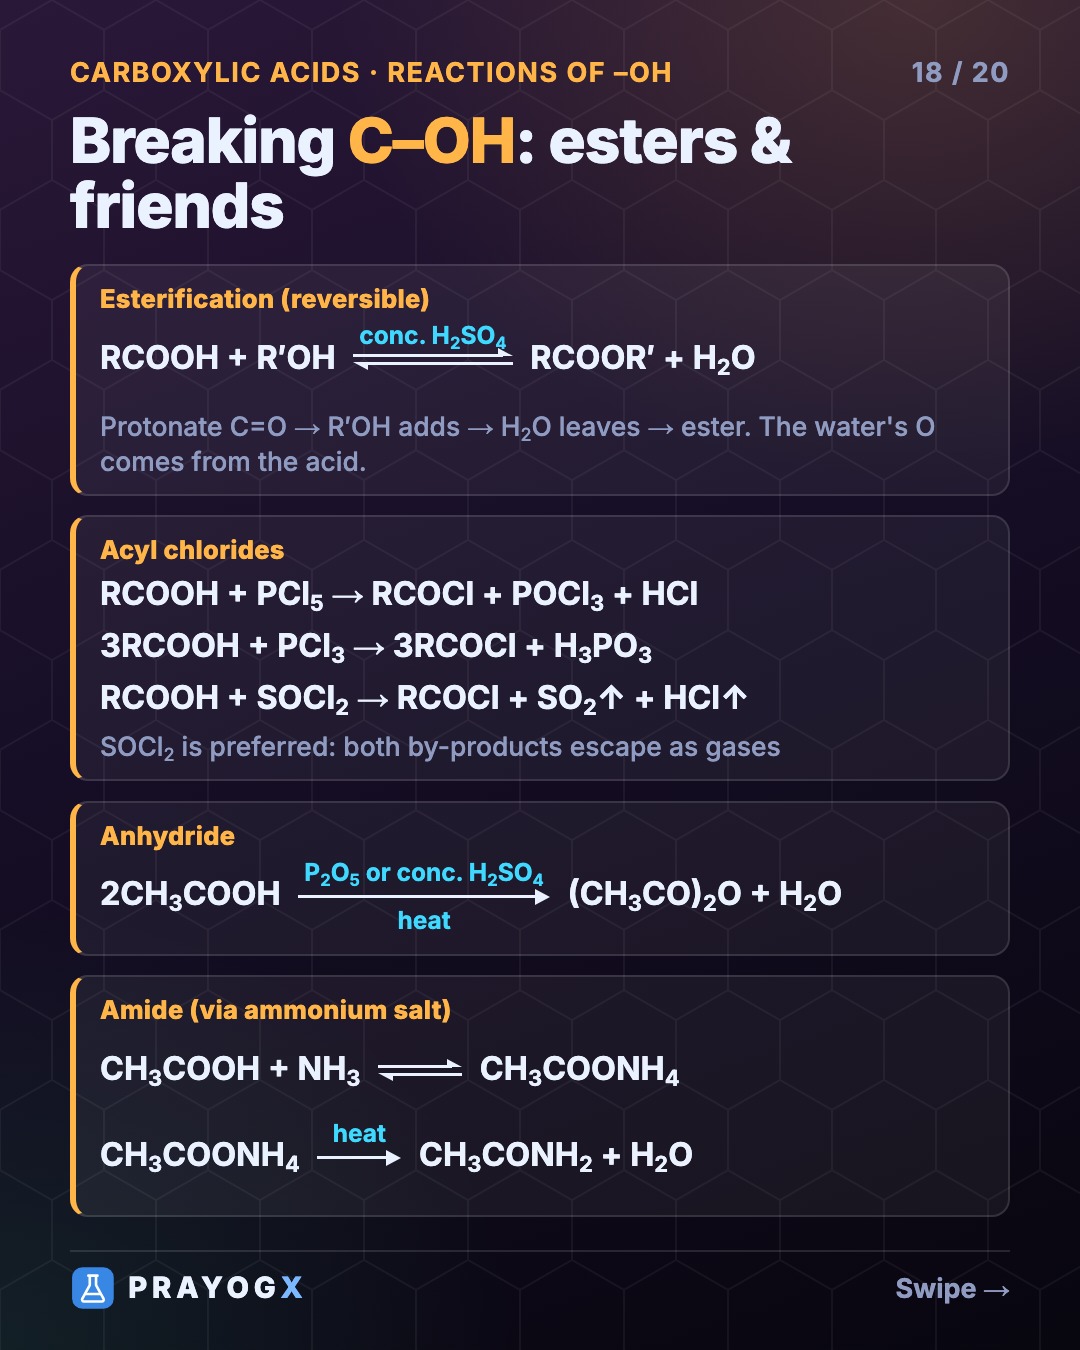 CARBOXYLIC ACIDS · REACTIONS OF –OH
18 / 20
Breaking C–OH: esters &
friends
Esterification (reversible)
conc. H₂SO₄
RCOOH + R′OH ⇌ RCOOR′ + H₂O
Protonate C=O → R′OH adds → H₂O leaves → ester. The water's O
comes from the acid.
Acyl chlorides
RCOOH + PCl₅ → RCOCl + POCl₃ + HCl
3RCOOH + PCl₃ → 3RCOCl + H₃PO₃
RCOOH + SOCl₂ → RCOCl + SO₂↑ + HCl↑
SOCl₂ is preferred: both by-products escape as gases
Anhydride
P₂O₅ or conc. H₂SO₄
2CH₃COOH → (CH₃CO)₂O + H₂O
heat
Amide (via ammonium salt)
CH₃COOH + NH₃ ⇌ CH₃COONH₄
heat
CH₃COONH₄ → CH₃CONH₂ + H₂O
PRAYOGX
Swipe →